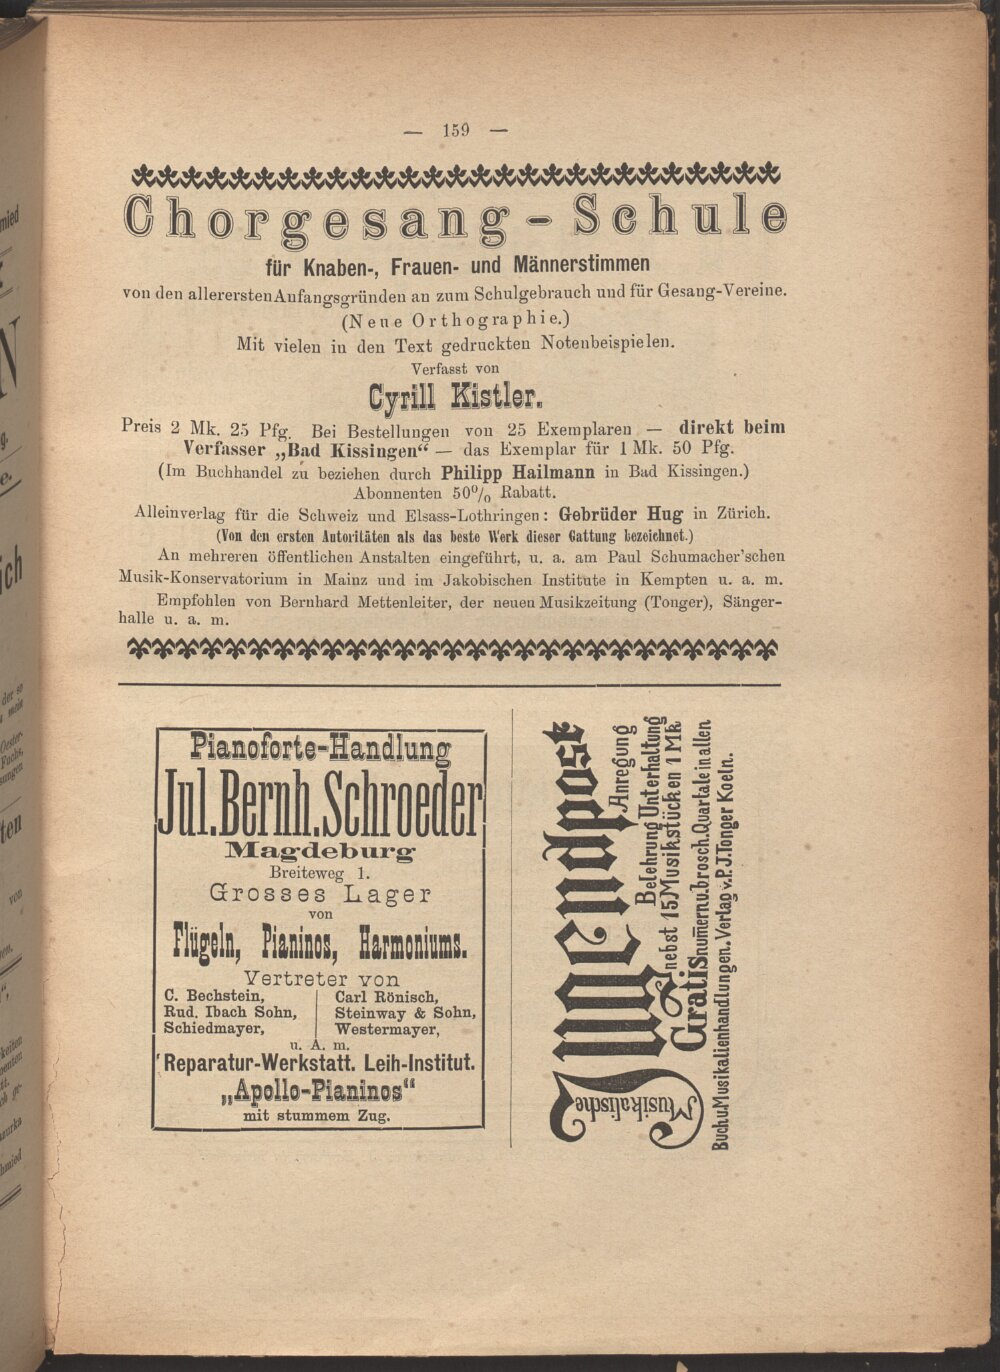 — 159 —
Chorgesang-Schule
für Knaben-, Frauen- und Männerstimmen
von den allerersten Anfangsgründen an zum Schulgebrauch und für Gesang-Vereine.
(Neue Orthographie.)
Mit vielen in den Text gedruckten Notenbeispielen.
Verfasst von
Cyrill Kistler.
Preis 2 Mk. 25 Pfg. Bei Bestellungen von 25 Exemplaren — direkt beim
Verfasser „Bad Kissingen“ — das Exemplar für 1 Mk. 50 Pfg.
(Im Buchhandel zu beziehen durch Philipp Hailmann in Bad Kissingen.)
Abonnenten 50% Rabatt.
Alleinverlag für die Schweiz und Elsass-Lothringen: Gebrüder Hug in Zürich.
(Von den ersten Autoritäten als das beste Werk dieser Gattung bezeichnet.)
An mehreren öffentlichen Anstalten eingeführt, u. a. am Paul Schumacher'schen
Musik-Konservatorium in Mainz und im Jakobischen Institute in Kempten u. a. m.
Empfohlen von Bernhard Mettenleiter, der neuen Musikzeitung (Tonger), Sänger-
halle u. a. m.
Pianoforte-Handlung
Jul. Bernh. Schroeder
Magdeburg
Breiteweg 1.
Grosses Lager
von
Flügeln, Pianinos, Harmoniums.
Vertreter von
C. Bechstein,
Rud. Ibach Sohn,
Schiedmayer,
Carl Rönisch,
Steinway & Sohn,
Westermayer,
u. A. m.
Reparatur-Werkstatt. Leih-Institut.
„Apollo-Pianinos“
mit stummem Zug.
Musikalische
Jugendpost
Anregung
Belehrung Unterhaltung
nebst 15 Musikstücken 1 Mk
Gratisnumern u. brosch. Quartale in allen
Buch u. Musikalienhandlungen. Verlag v. P. J. Tonger Koeln.